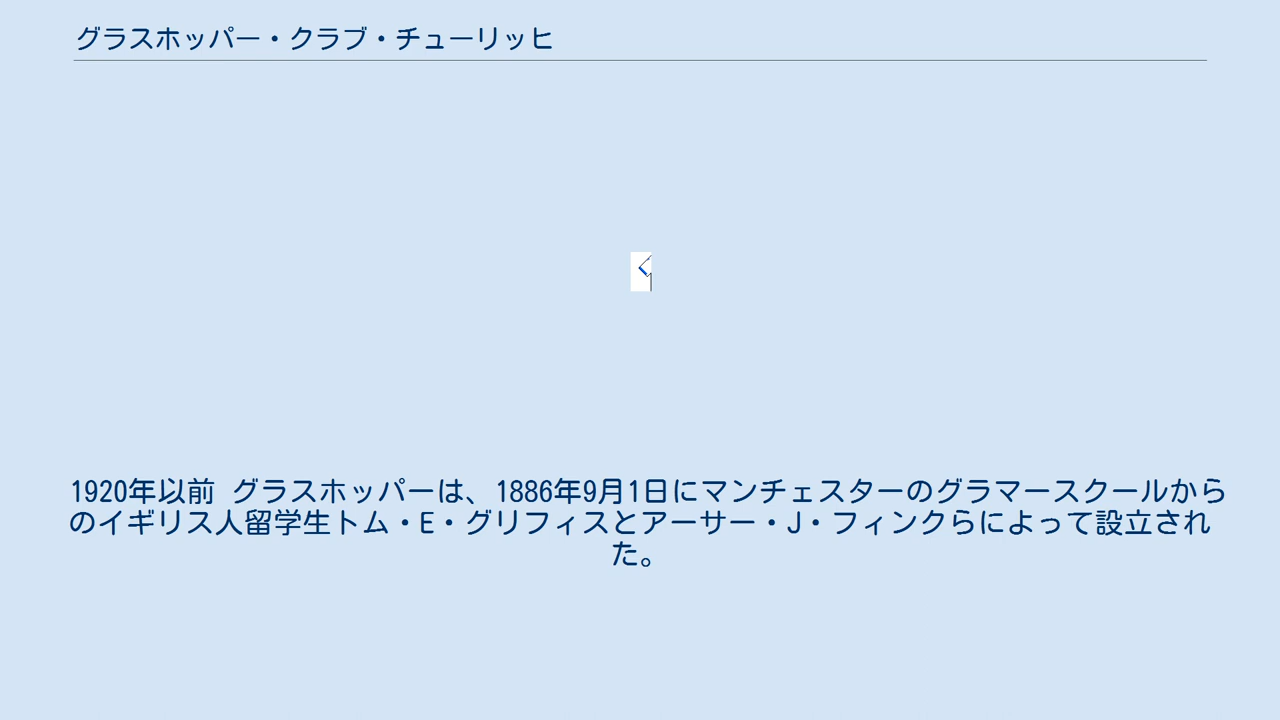 グラスホッパー・クラブ・チューリッヒ
1920年以前 グラスホッパーは、1886年9月1日にマンチェスターのグラマースクールから
のイギリス人留学生トム・E・グリフィスとアーサー・J・フィンクらによって設立され
た。